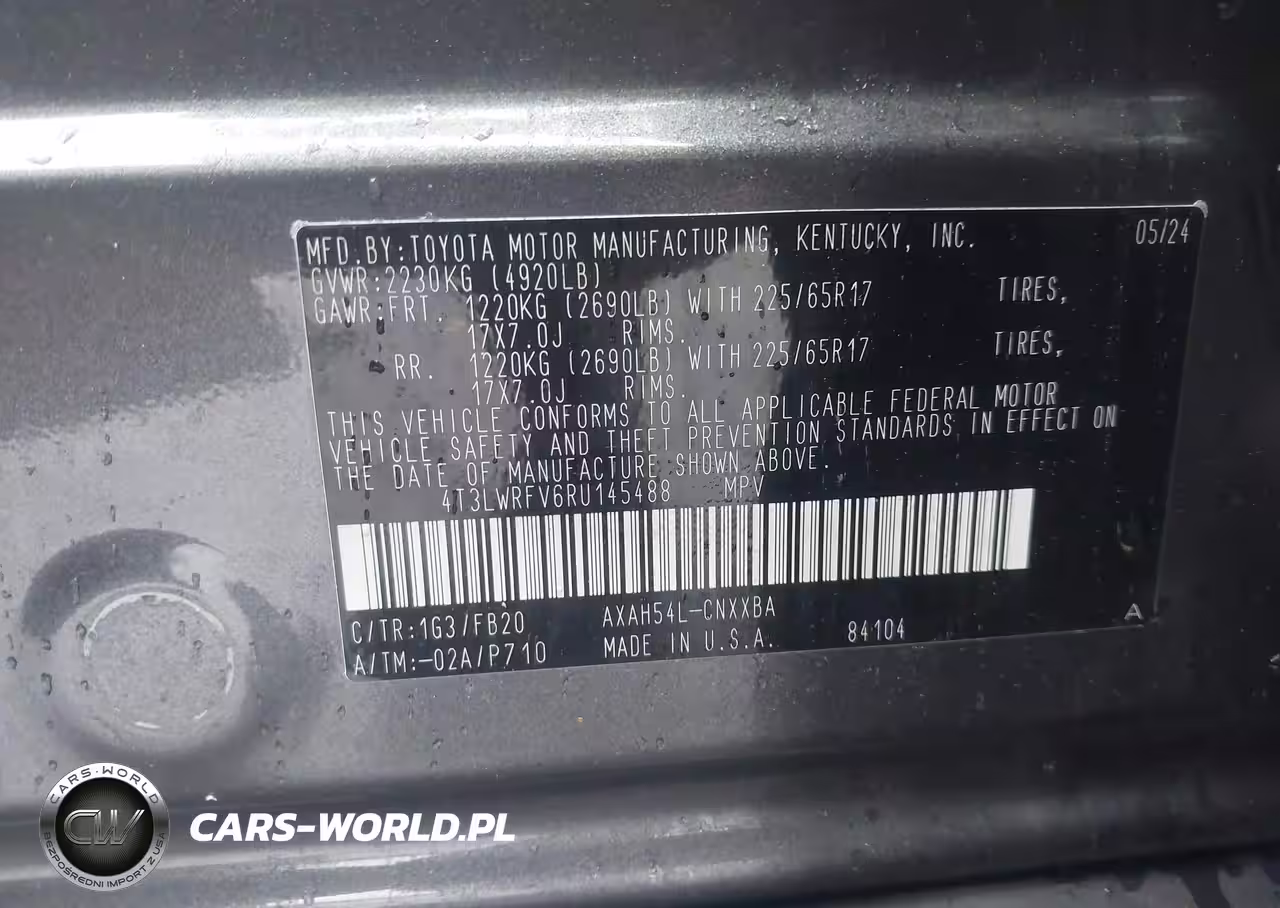 MFD.BY:TOYOTA MOTOR MANUFACTURING, KENTUCKY, INC. 05/24
GVWR:2230KG (4920LB)
GAWR:FRT. 1220KG (2690LB) WITH 225/65R17 TIRES,
17X7.0J RIMS.
RR. 1220KG (2690LB) WITH 225/65R17 TIRES,
17X7.0J RIMS.
THIS VEHICLE CONFORMS TO ALL APPLICABLE FEDERAL MOTOR
VEHICLE SAFETY AND THEFT PREVENTION STANDARDS IN EFFECT ON
THE DATE OF MANUFACTURE SHOWN ABOVE.
4T3LWRFV6RU145488 MPV
C/TR:1G3/FB20 AXAH54L-CNXXBA
A/TM:-02A/P710 MADE IN U.S.A. 84104 A
CARS-WORLD
CW
BEZPOŚREDNI IMPORT Z USA
CARS-WORLD.PL